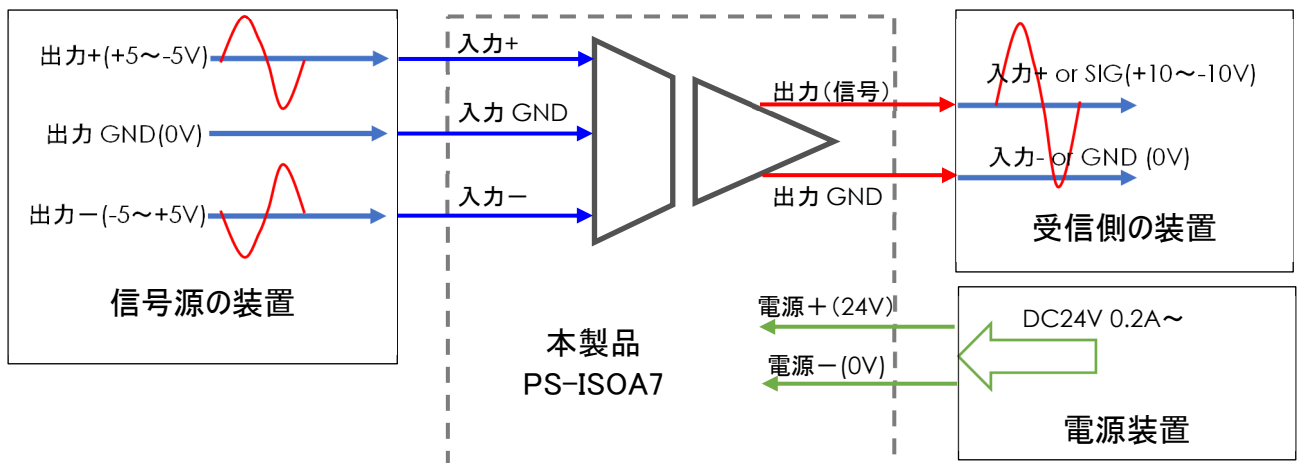 出力+(+5～-5V)
出力 GND(0V)
出力－(-5～+5V)
信号源の装置
入力+
入力 GND
入力－
出力(信号)
出力 GND
本製品
PS-ISOA7
電源＋(24V)
電源－(0V)
入力+ or SIG(+10～-10V)
入力- or GND (0V)
受信側の装置
DC24V 0.2A～
電源装置